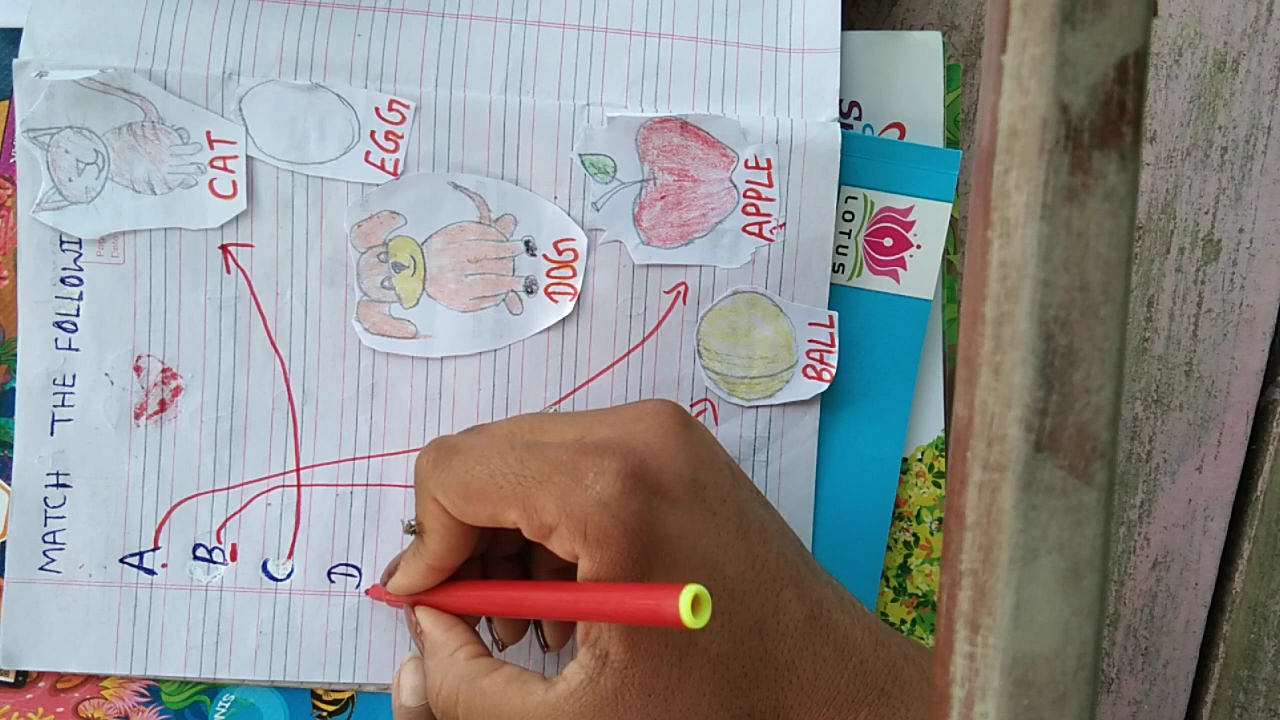 MATCH THE FOLLOWI
A
B
C
D
CAT
EGG
DOG
APPLE
BALL
LOTUS